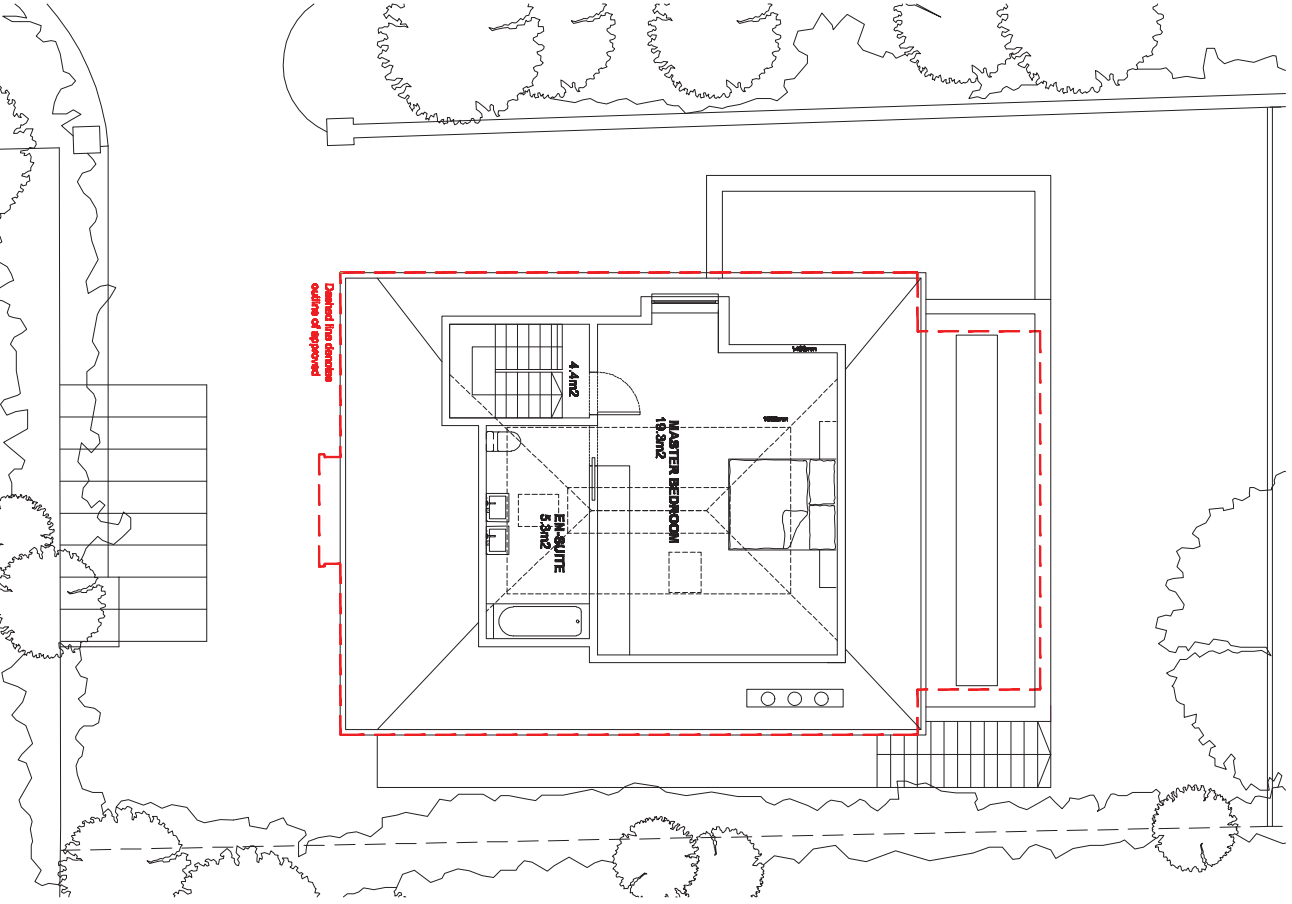 Dashed line denotes
outline of approved
4.4m2
MASTER BEDROOM
19.3m2
EN-SUITE
5.3m2